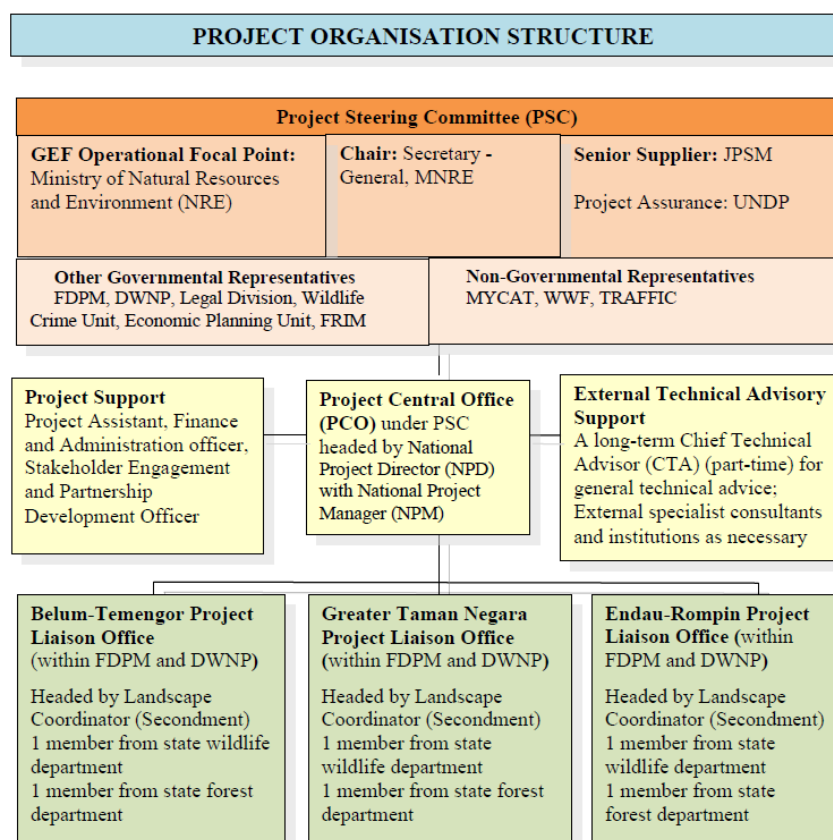 PROJECT ORGANISATION STRUCTURE
Project Steering Committee (PSC)
GEF Operational Focal Point:
Ministry of Natural Resources
and Environment (NRE)
Chair: Secretary -
General, MNRE
Senior Supplier: JPSM
Project Assurance: UNDP
Other Governmental Representatives
FDPM, DWNP, Legal Division, Wildlife
Crime Unit, Economic Planning Unit, FRIM
Non-Governmental Representatives
MYCAT, WWF, TRAFFIC
Project Support
Project Assistant, Finance
and Administration officer,
Stakeholder Engagement
and Partnership
Development Officer
Project Central Office
(PCO) under PSC
headed by National
Project Director (NPD)
with National Project
Manager (NPM)
External Technical Advisory
Support
A long-term Chief Technical
Advisor (CTA) (part-time) for
general technical advice;
External specialist consultants
and institutions as necessary
Belum-Temengor Project
Liaison Office
(within FDPM and DWNP)
Headed by Landscape
Coordinator (Secondment)
1 member from state wildlife
department
1 member from state forest
department
Greater Taman Negara
Project Liaison Office
(within FDPM and DWNP)
Headed by Landscape
Coordinator (Secondment)
1 member from state
wildlife department
1 member from state forest
department
Endau-Rompin Project
Liaison Office (within
FDPM and DWNP)
Headed by Landscape
Coordinator (Secondment)
1 member from state
wildlife department
1 member from state
forest department